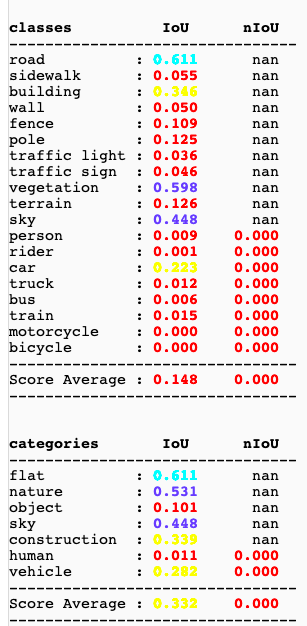 classes IoU nIoU
--------------------------------
road : 0.611 nan
sidewalk : 0.055 nan
building : 0.346 nan
wall : 0.050 nan
fence : 0.109 nan
pole : 0.125 nan
traffic light : 0.036 nan
traffic sign : 0.046 nan
vegetation : 0.598 nan
terrain : 0.126 nan
sky : 0.448 nan
person : 0.009 0.000
rider : 0.001 0.000
car : 0.223 0.000
truck : 0.012 0.000
bus : 0.006 0.000
train : 0.015 0.000
motorcycle : 0.000 0.000
bicycle : 0.000 0.000
--------------------------------
Score Average : 0.148 0.000
--------------------------------
categories IoU nIoU
--------------------------------
flat : 0.611 nan
nature : 0.531 nan
object : 0.101 nan
sky : 0.448 nan
construction : 0.339 nan
human : 0.011 0.000
vehicle : 0.282 0.000
--------------------------------
Score Average : 0.332 0.000
--------------------------------